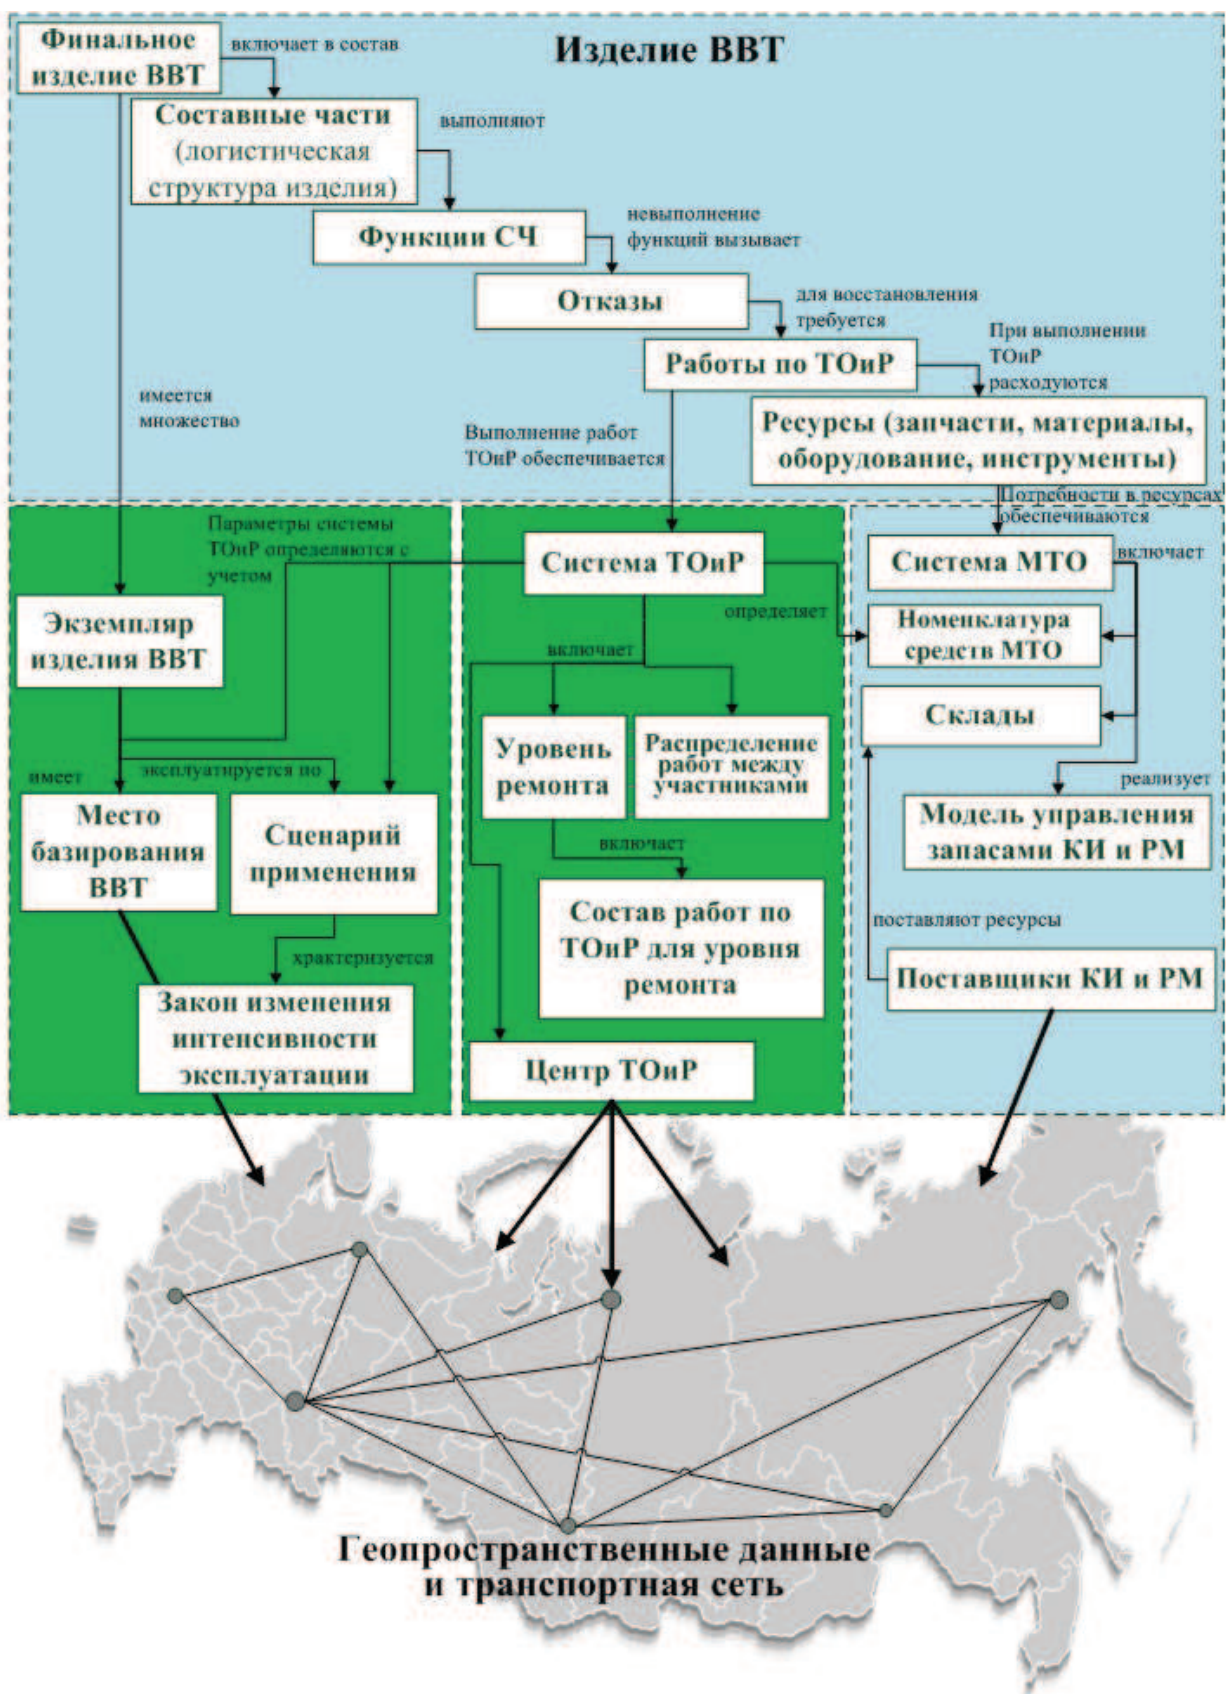 Изделие ВВТ
Финальное
изделие ВВТ
включает в состав
Составные части
(логистическая
структура изделия)
выполняют
Функции СЧ
невыполнение
функций вызывает
Отказы
для восстановления
требуется
Работы по ТОиР
При выполнении
ТОиР
расходуются
Ресурсы (запчасти, материалы,
оборудование, инструменты)
имеется
множество
Выполнение работ
ТОиР обеспечивается
Потребности в ресурсах
обеспечиваются
Параметры системы
ТОиР определяются с
учетом
Экземпляр
изделия ВВТ
имеет
эксплуатируется по
Место
базирования
ВВТ
Сценарий
применения
храктеризуется
Закон изменения
интенсивности
эксплуатации
Система ТОиР
определяет
включает
Уровень
ремонта
Распределение
работ между
участниками
включает
Состав работ по
ТОиР для уровня
ремонта
Центр ТОиР
Система МТО
включает
Номенклатура
средств МТО
Склады
реализует
Модель управления
запасами КИ и РМ
поставляют ресурсы
Поставщики КИ и РМ
Геопространственные данные
и транспортная сеть